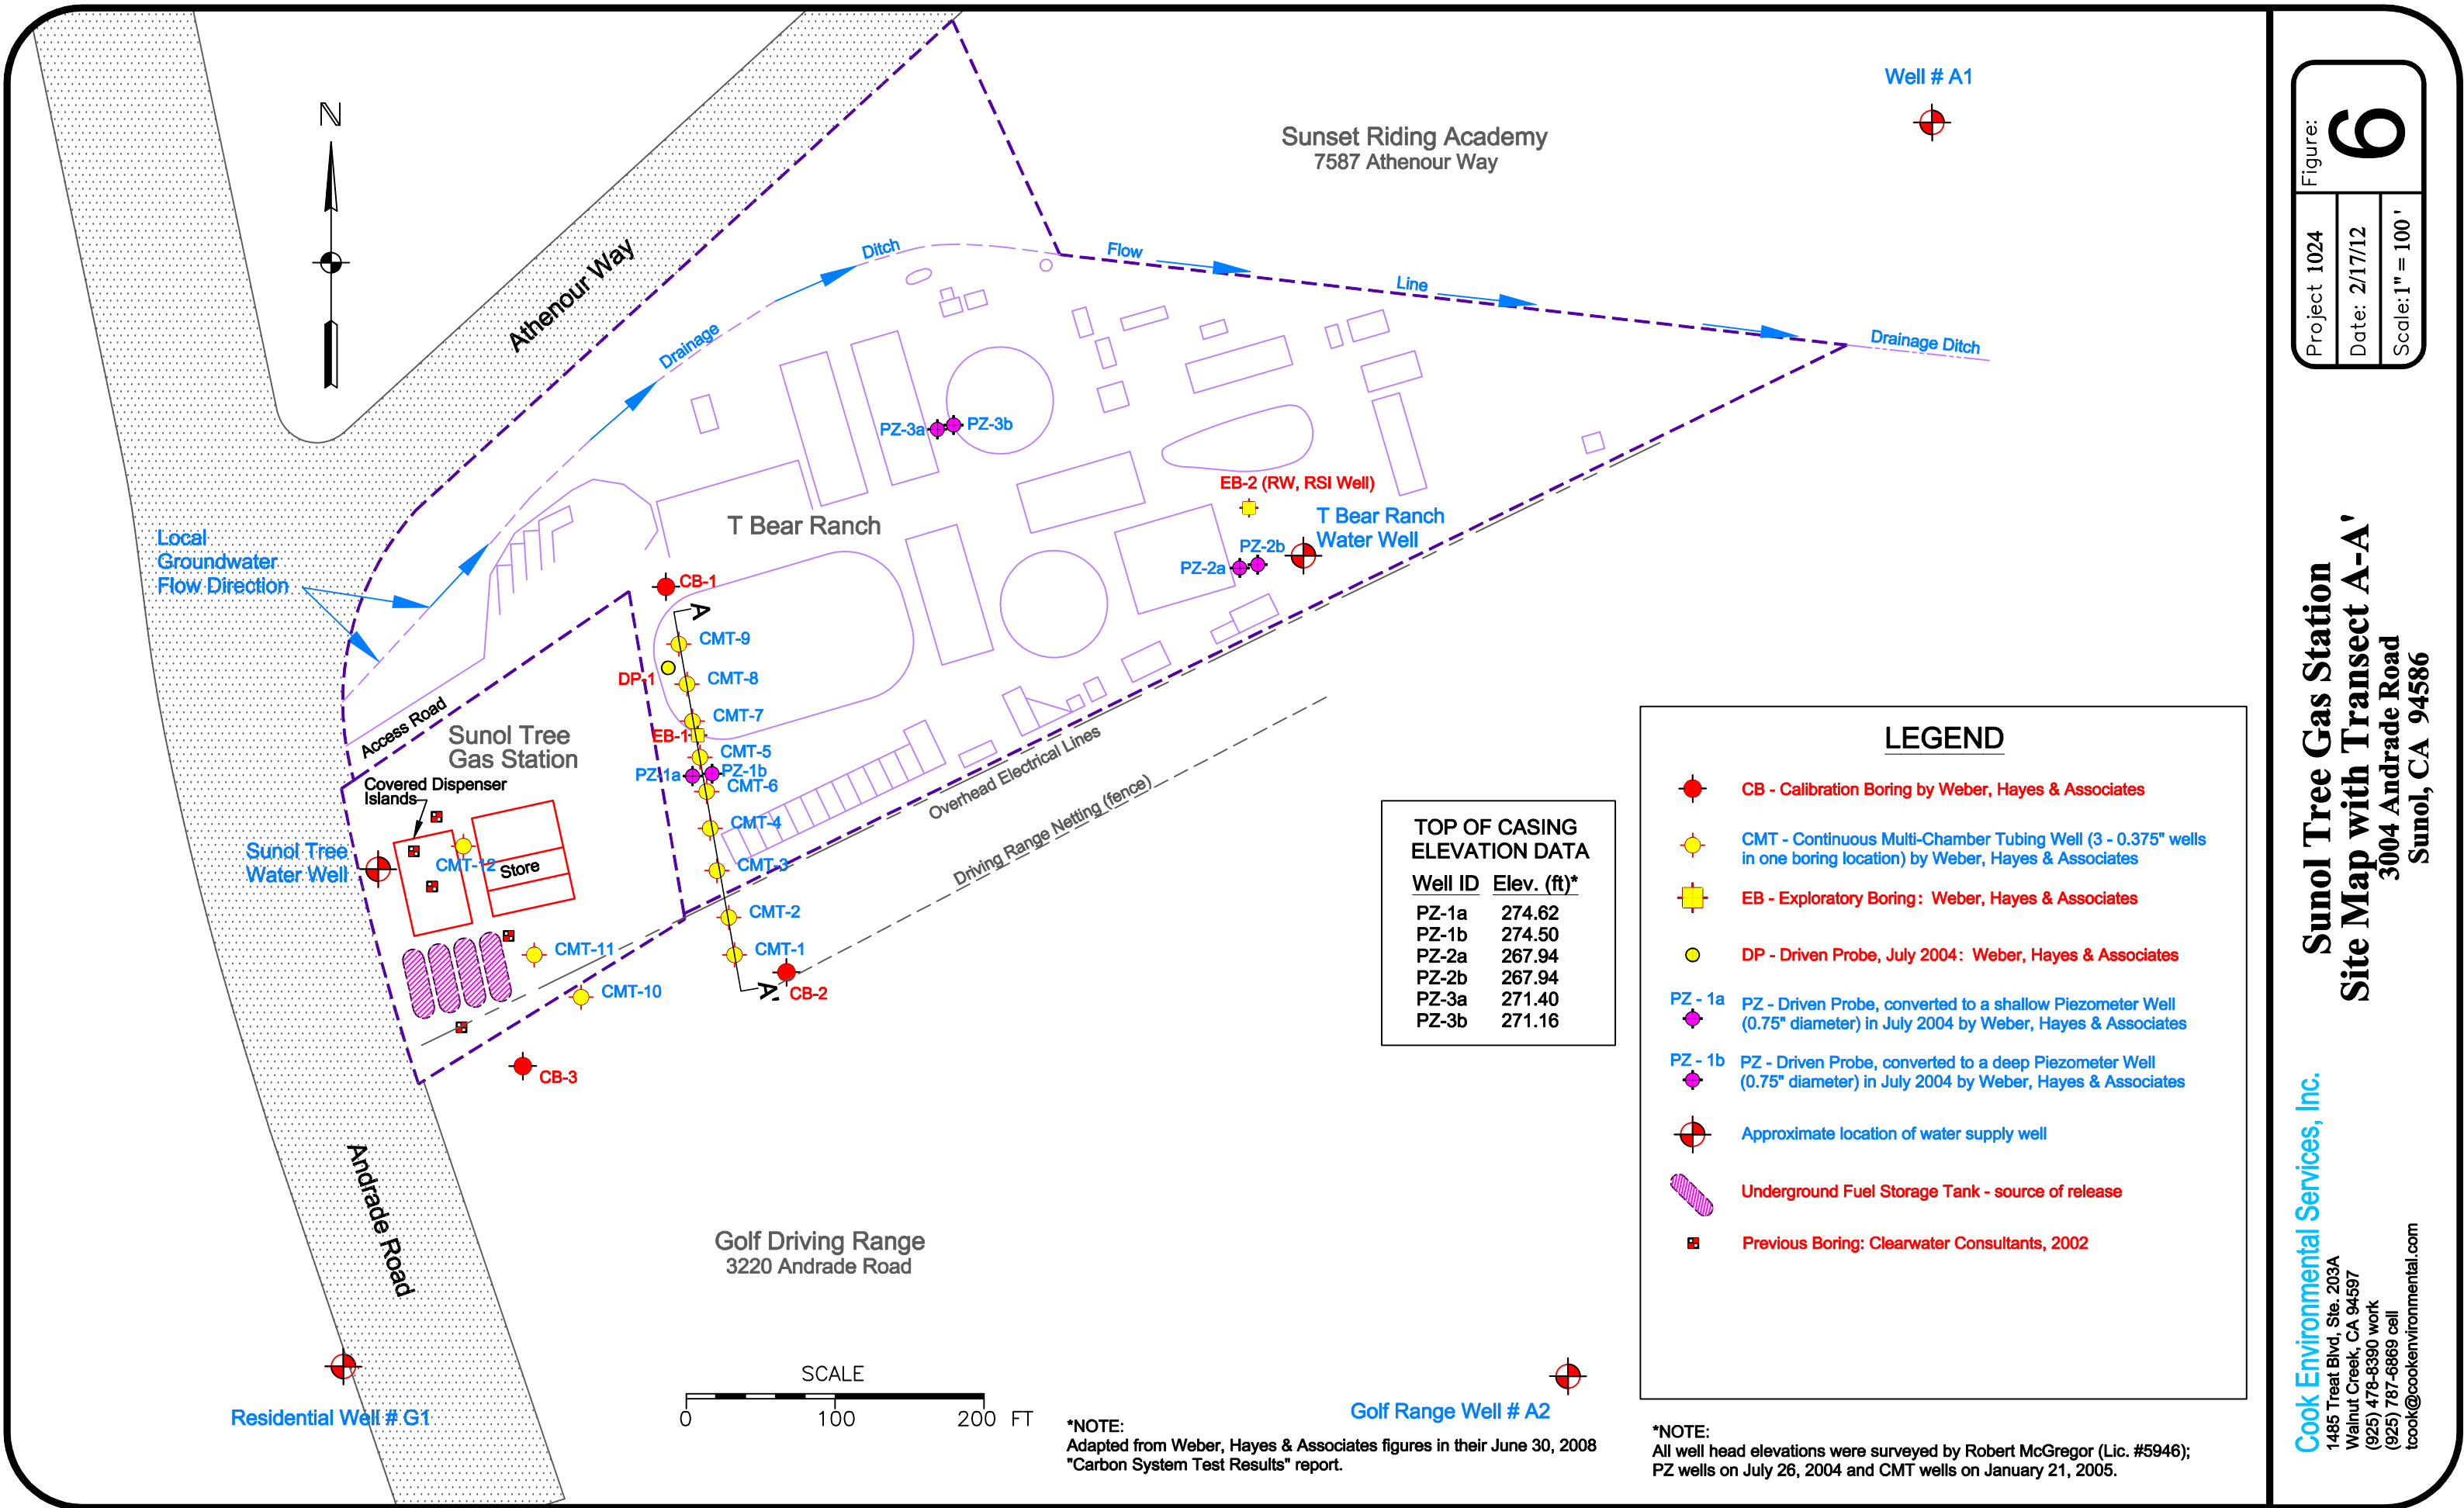 Well # A1
N
Sunset Riding Academy
7587 Athenour Way
Athenour Way
Ditch
Flow
Line
Drainage
Drainage Ditch
PZ-3a
PZ-3b
EB-2 (RW, RSI Well)
T Bear Ranch
T Bear Ranch
Water Well
PZ-2b
PZ-2a
Local
Groundwater
Flow Direction
CB-1
A
CMT-9
DP-1
CMT-8
CMT-7
EB-1
CMT-5
PZ-1a
PZ-1b
CMT-6
CMT-4
CMT-3
CMT-2
CMT-1
A'
CB-2
Access Road
Sunol Tree
Gas Station
Covered Dispenser
Islands
Sunol Tree
Water Well
CMT-12
Store
CMT-11
CMT-10
CB-3
Overhead Electrical Lines
Driving Range Netting (fence)
Andrade Road
Golf Driving Range
3220 Andrade Road
Residential Well # G1
SCALE
0 100 200 FT
Golf Range Well # A2
*NOTE:
Adapted from Weber, Hayes & Associates figures in their June 30, 2008
"Carbon System Test Results" report.
TOP OF CASING
ELEVATION DATA
Well ID Elev. (ft)*
PZ-1a 274.62
PZ-1b 274.50
PZ-2a 267.94
PZ-2b 267.94
PZ-3a 271.40
PZ-3b 271.16
LEGEND
CB - Calibration Boring by Weber, Hayes & Associates
CMT - Continuous Multi-Chamber Tubing Well (3 - 0.375" wells
in one boring location) by Weber, Hayes & Associates
EB - Exploratory Boring: Weber, Hayes & Associates
DP - Driven Probe, July 2004: Weber, Hayes & Associates
PZ - 1a
PZ - Driven Probe, converted to a shallow Piezometer Well
(0.75" diameter) in July 2004 by Weber, Hayes & Associates
PZ - 1b
PZ - Driven Probe, converted to a deep Piezometer Well
(0.75" diameter) in July 2004 by Weber, Hayes & Associates
Approximate location of water supply well
Underground Fuel Storage Tank - source of release
Previous Boring: Clearwater Consultants, 2002
*NOTE:
All well head elevations were surveyed by Robert McGregor (Lic. #5946);
PZ wells on July 26, 2004 and CMT wells on January 21, 2005.
Figure:
6
Project 1024
Date: 2/17/12
Scale:1" = 100'
Sunol Tree Gas Station
Site Map with Transect A-A'
3004 Andrade Road
Sunol, CA 94586
Cook Environmental Services, Inc.
1485 Treat Blvd, Ste. 203A
Walnut Creek, CA 94597
(925) 478-8390 work
(925) 787-6869 cell
tcook@cookenvironmental.com